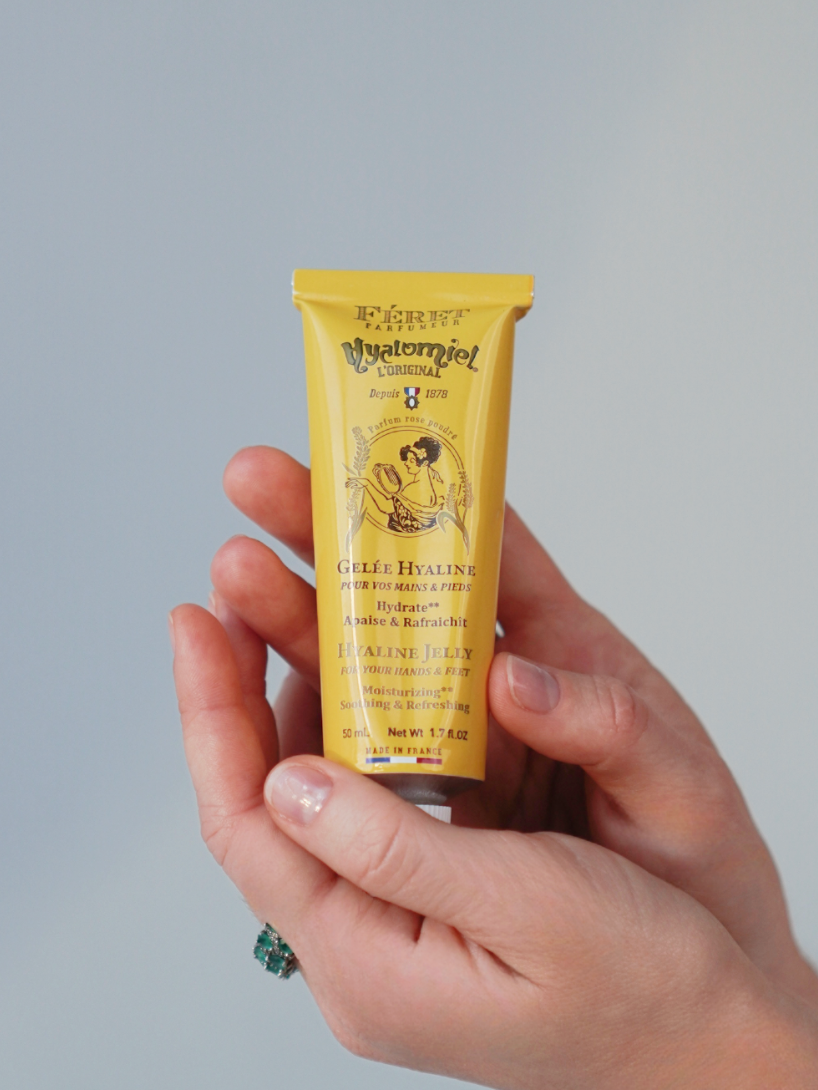 FÉRET
PARFUMEUR
Hyalomiel
L'ORIGINAL
Depuis 1878
Parfum rose poudré
GELÉE HYALINE
POUR VOS MAINS & PIEDS
Hydrate**
Apaise & Rafraichit
HYALINE JELLY
FOR YOUR HANDS & FEET
Moisturizing**
Soothing & Refreshing
50 mL Net Wt 1.7 fl.oz
MADE IN FRANCE